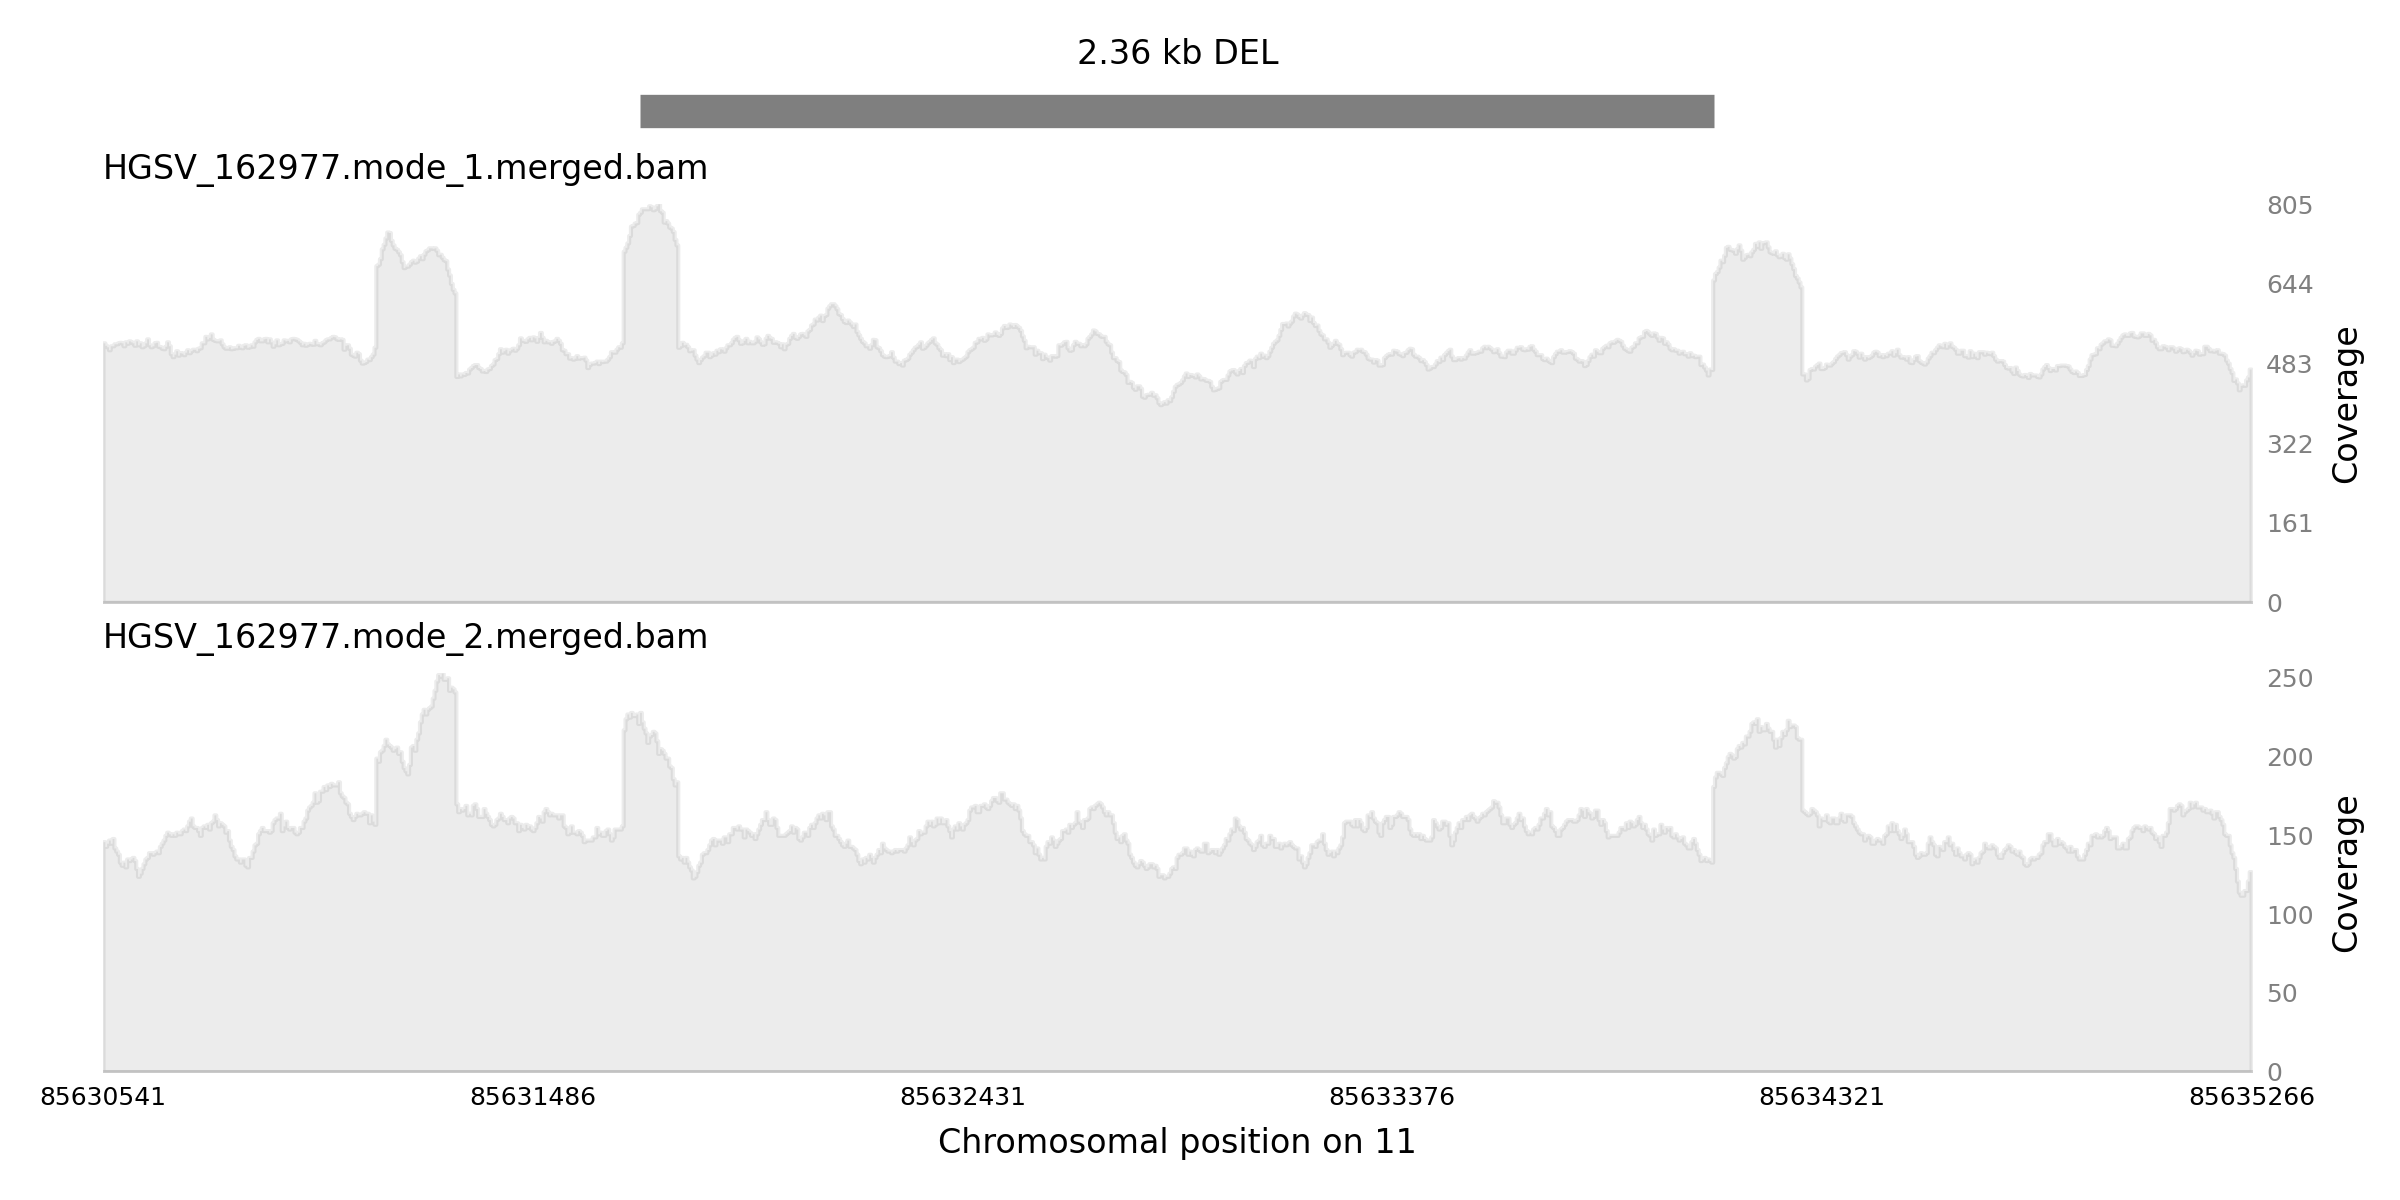 2.36 kb DEL
HGSV_162977.mode_1.merged.bam
805
644
483
322
161
0
Coverage
HGSV_162977.mode_2.merged.bam
250
200
150
100
50
0
Coverage
85630541 85631486 85632431 85633376 85634321 85635266
Chromosomal position on 11